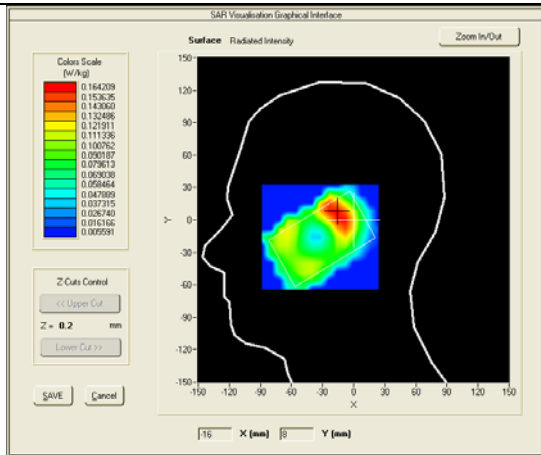 SAR Visualisation Graphical Interface
Surface Radiated Intensity
Zoom In/Out
Colors Scale
(W/kg)
0.164209
0.153635
0.143060
0.132486
0.121911
0.111336
0.100762
0.090187
0.079613
0.069038
0.058464
0.047889
0.037315
0.026740
0.016166
0.005591
Z Cuts Control
<< Upper Cut
Z = 0.2 mm
Lower Cut >>
SAVE
Cancel
150
120
90
60
30
0
-30
-60
-90
-120
-150
Y
-150 -120 -90 -60 -30 0 30 60 90 120 150
X
-16 X (mm) 8 Y (mm)